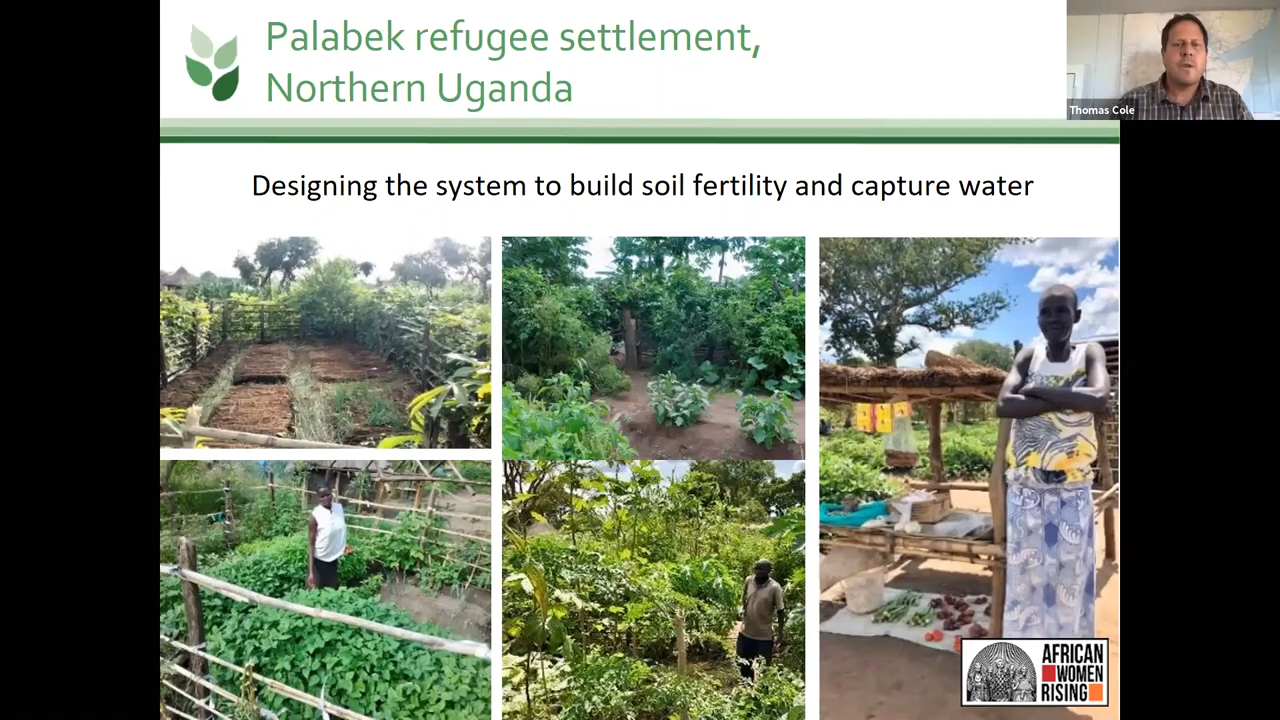 Palabek refugee settlement,
Northern Uganda
Thomas Cole
Designing the system to build soil fertility and capture water
AFRICAN
WOMEN
RISING